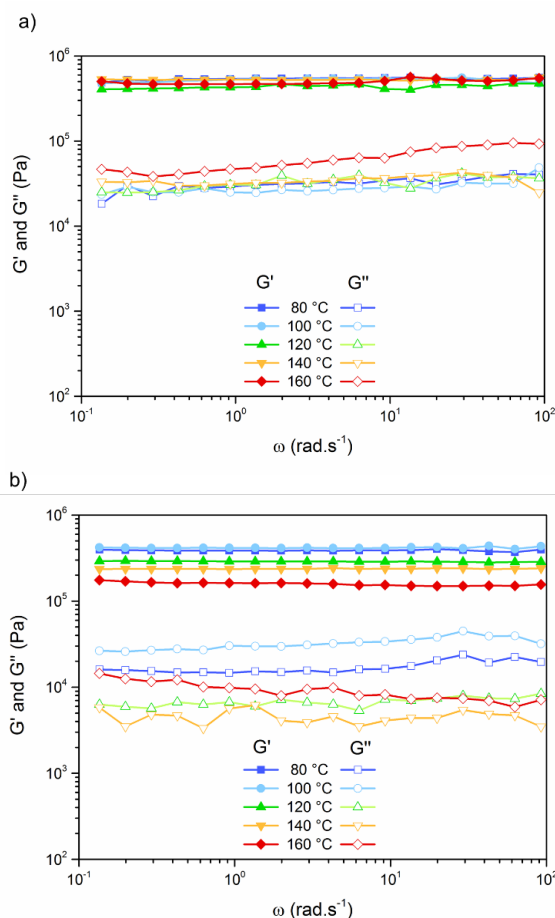 a)
10^6
10^5
10^4
10^3
10^2
G' and G'' (Pa)
G' G''
80 °C
100 °C
120 °C
140 °C
160 °C
10^-1 10^0 10^1 10^2
ω (rad.s^-1)
b)
10^6
10^5
10^4
10^3
10^2
G' and G'' (Pa)
G' G''
80 °C
100 °C
120 °C
140 °C
160 °C
10^-1 10^0 10^1 10^2
ω (rad.s^-1)